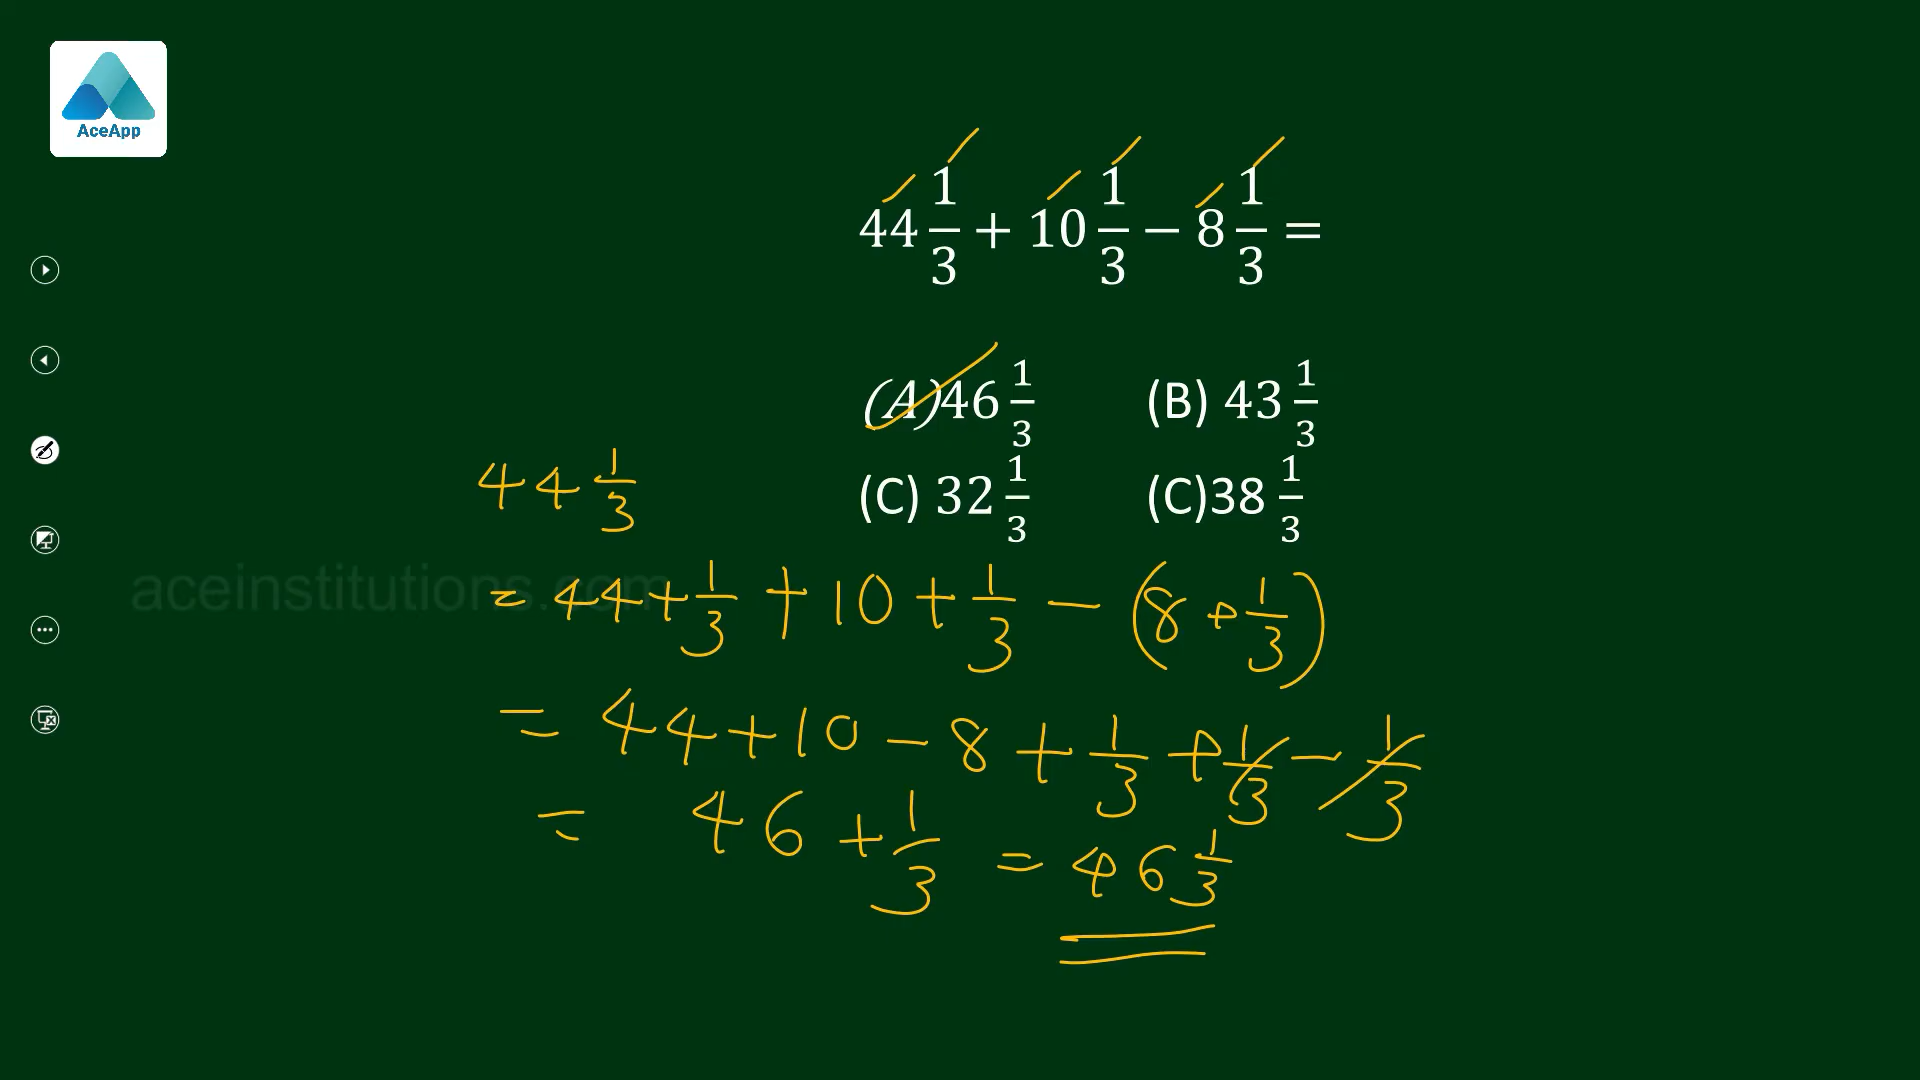 AceApp
44 1/3 + 10 1/3 − 8 1/3 =
(A)46 1/3 (B) 43 1/3
(C) 32 1/3 (C)38 1/3
44 1/3
aceinstitutions.com
= 44 + 1/3 + 10 + 1/3 − (8 + 1/3)
= 44 + 10 − 8 + 1/3 + 1/3 − 1/3
= 46 + 1/3 = 46 1/3